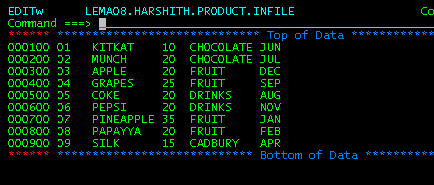 EDITw LEMA08.HARSHITH.PRODUCT.INFILE Co
Command ===>
****** ***************************** Top of Data *********
000100 01 KITKAT 10 CHOCOLATE JUN
000200 02 MUNCH 20 CHOCOLATE JUL
000300 03 APPLE 20 FRUIT DEC
000400 04 GRAPES 25 FRUIT SEP
000500 05 COKE 20 DRINKS AUG
000600 06 PEPSI 20 DRINKS NOV
000700 07 PINEAPPLE 35 FRUIT JAN
000800 08 PAPAYYA 20 FRUIT FEB
000900 09 SILK 15 CADBURY APR
****** **************************** Bottom of Data ********